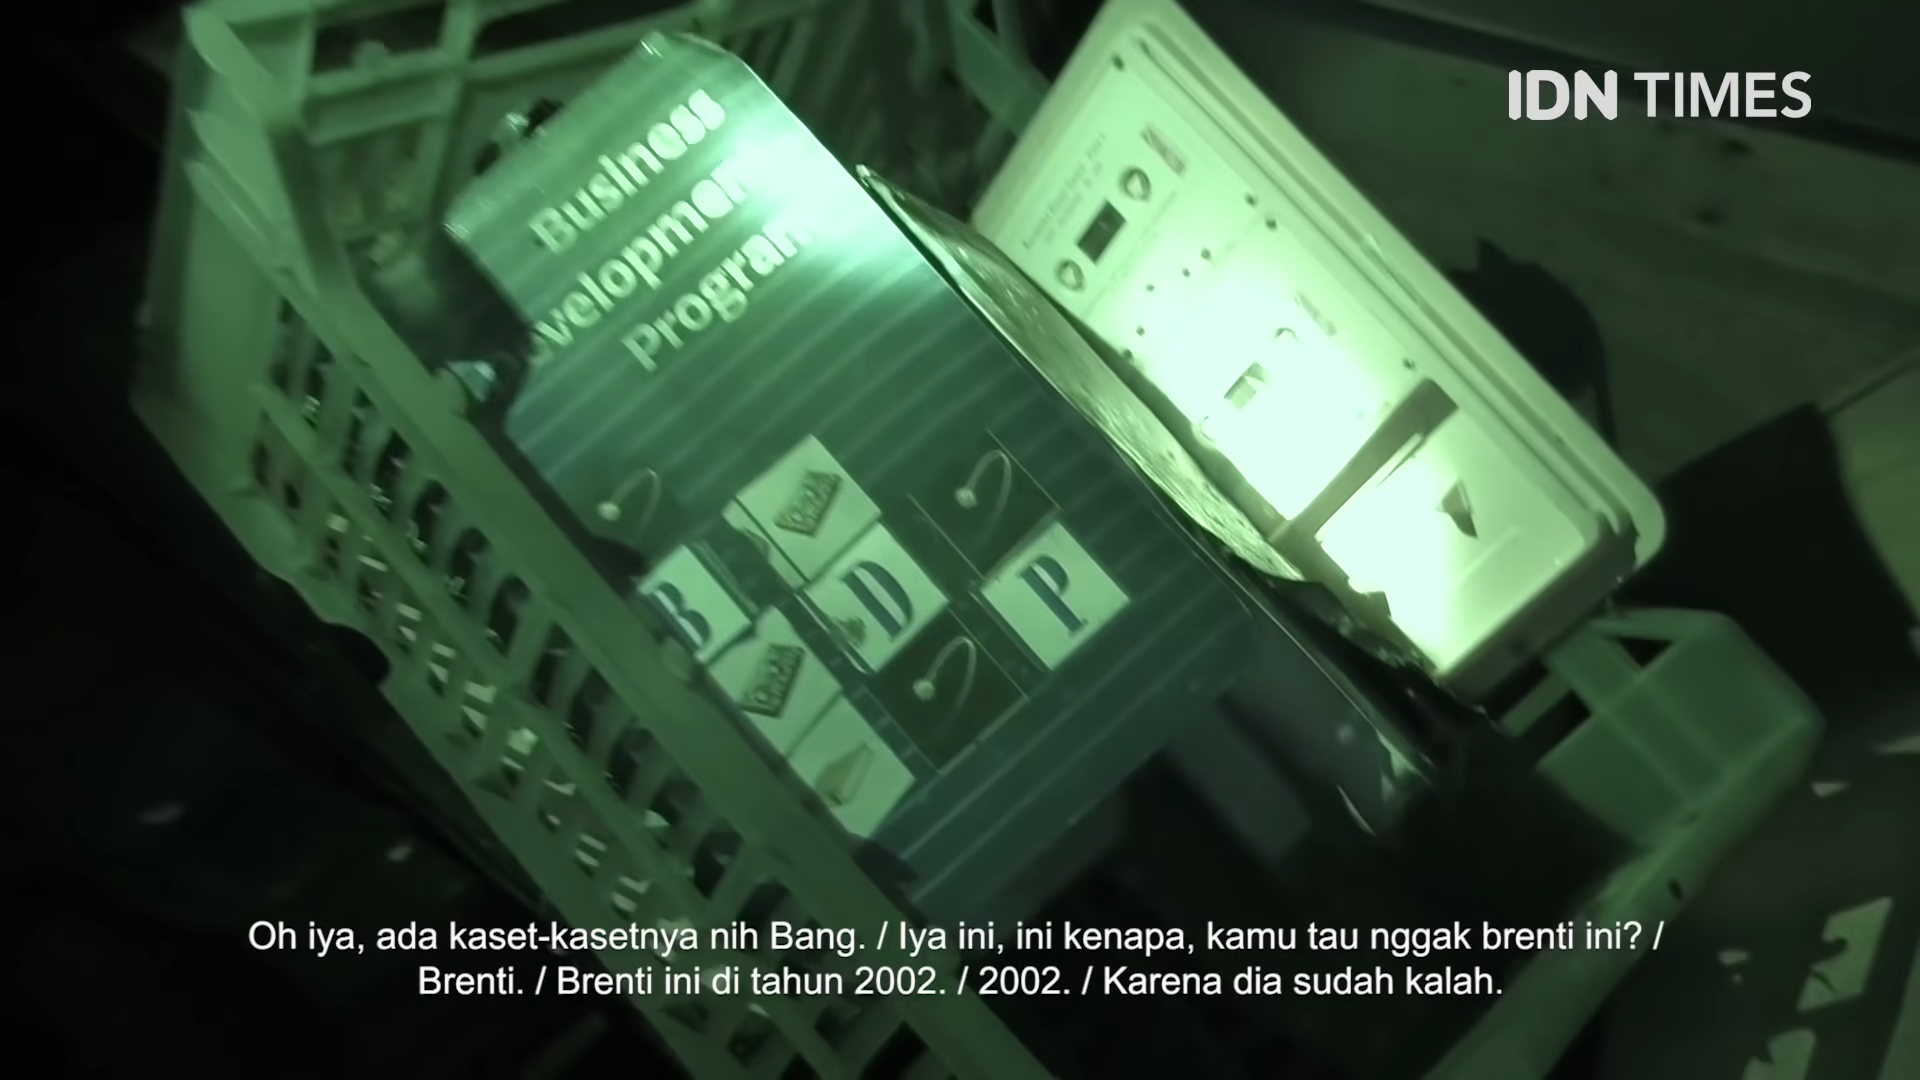 IDN TIMES
Business
evelopment
Program
B
D
P
Oh iya, ada kaset-kasetnya nih Bang. / Iya ini, ini kenapa, kamu tau nggak brenti ini? /
Brenti. / Brenti ini di tahun 2002. / 2002. / Karena dia sudah kalah.